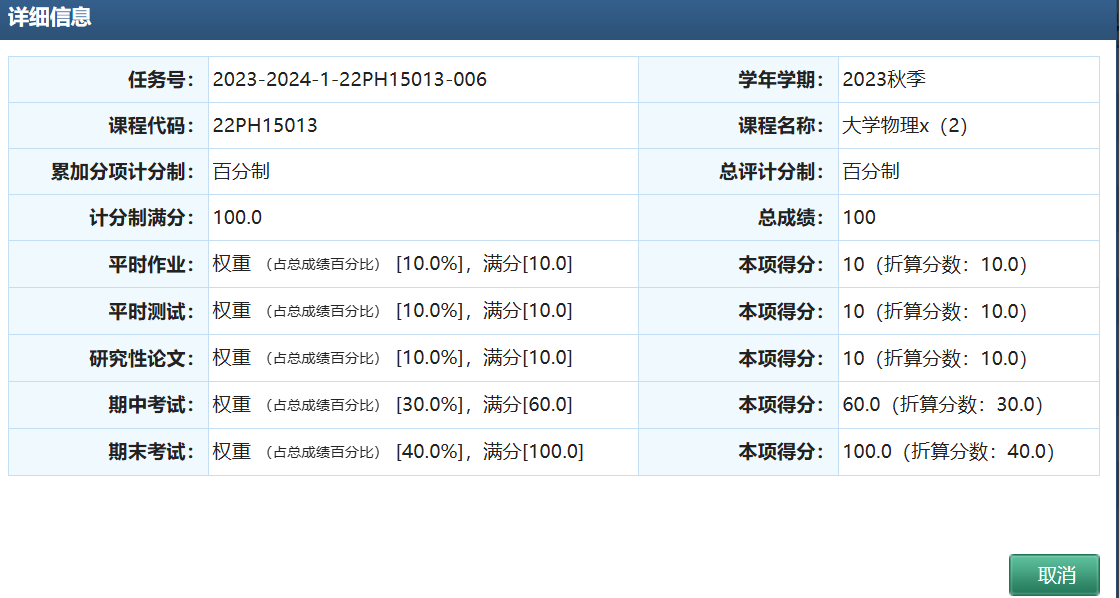 详细信息
任务号： 2023-2024-1-22PH15013-006 学年学期： 2023秋季
课程代码： 22PH15013 课程名称： 大学物理x（2）
累加分项计分制： 百分制 总评计分制： 百分制
计分制满分： 100.0 总成绩： 100
平时作业： 权重 （占总成绩百分比） [10.0%]，满分[10.0] 本项得分： 10（折算分数：10.0）
平时测试： 权重 （占总成绩百分比） [10.0%]，满分[10.0] 本项得分： 10（折算分数：10.0）
研究性论文： 权重 （占总成绩百分比） [10.0%]，满分[10.0] 本项得分： 10（折算分数：10.0）
期中考试： 权重 （占总成绩百分比） [30.0%]，满分[60.0] 本项得分： 60.0（折算分数：30.0）
期末考试： 权重 （占总成绩百分比） [40.0%]，满分[100.0] 本项得分： 100.0（折算分数：40.0）
取消